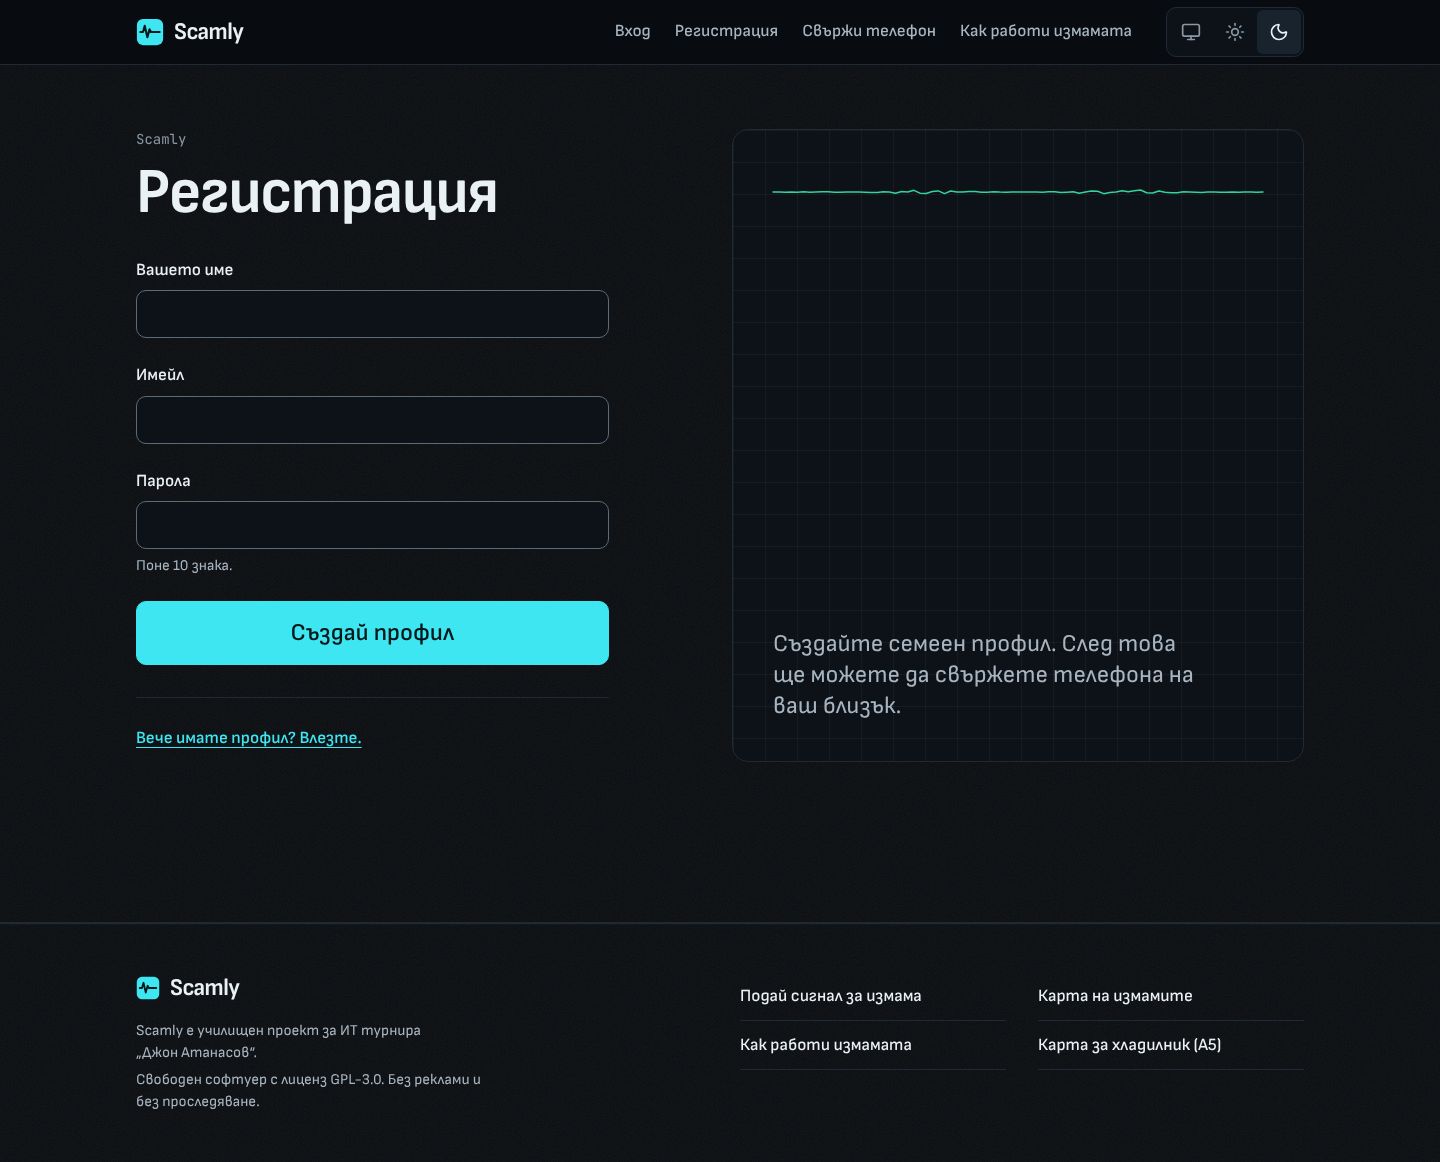 Scamly
Вход
Регистрация
Свържи телефон
Как работи измамата
Scamly
Регистрация
Вашето име
Имейл
Парола
Поне 10 знака.
Създай профил
Вече имате профил? Влезте.
Създайте семеен профил. След това
ще можете да свържете телефона на
ваш близък.
Scamly
Scamly е училищен проект за ИТ турнира
„Джон Атанасов“.
Свободен софтуер с лиценз GPL-3.0. Без реклами и
без проследяване.
Подай сигнал за измама
Карта на измамите
Как работи измамата
Карта за хладилник (А5)